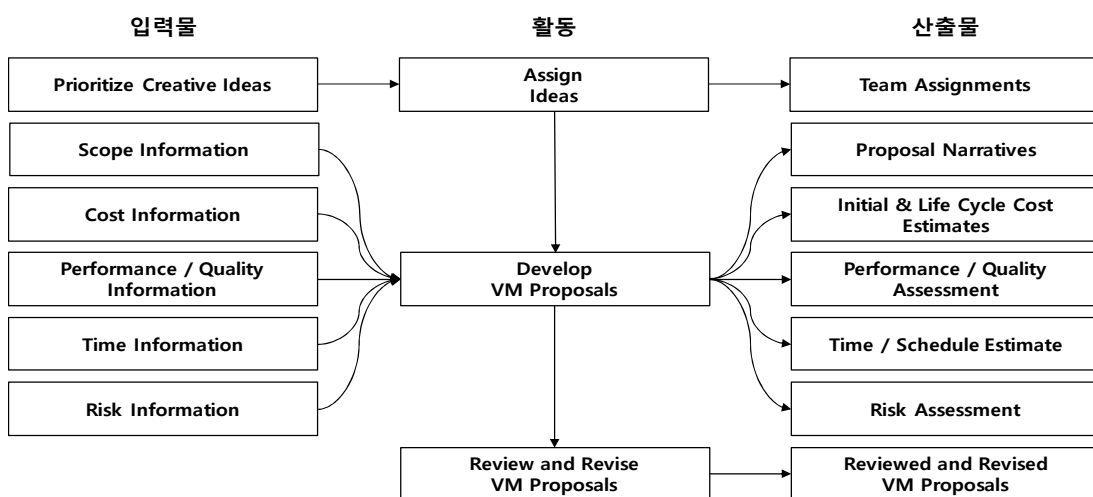 입력물 활동 산출물
Prioritize Creative Ideas
Assign
Ideas
Team Assignments
Scope Information
Proposal Narratives
Cost Information
Initial & Life Cycle Cost
Estimates
Performance / Quality
Information
Develop
VM Proposals
Performance / Quality
Assessment
Time Information
Time / Schedule Estimate
Risk Information
Risk Assessment
Review and Revise
VM Proposals
Reviewed and Revised
VM Proposals